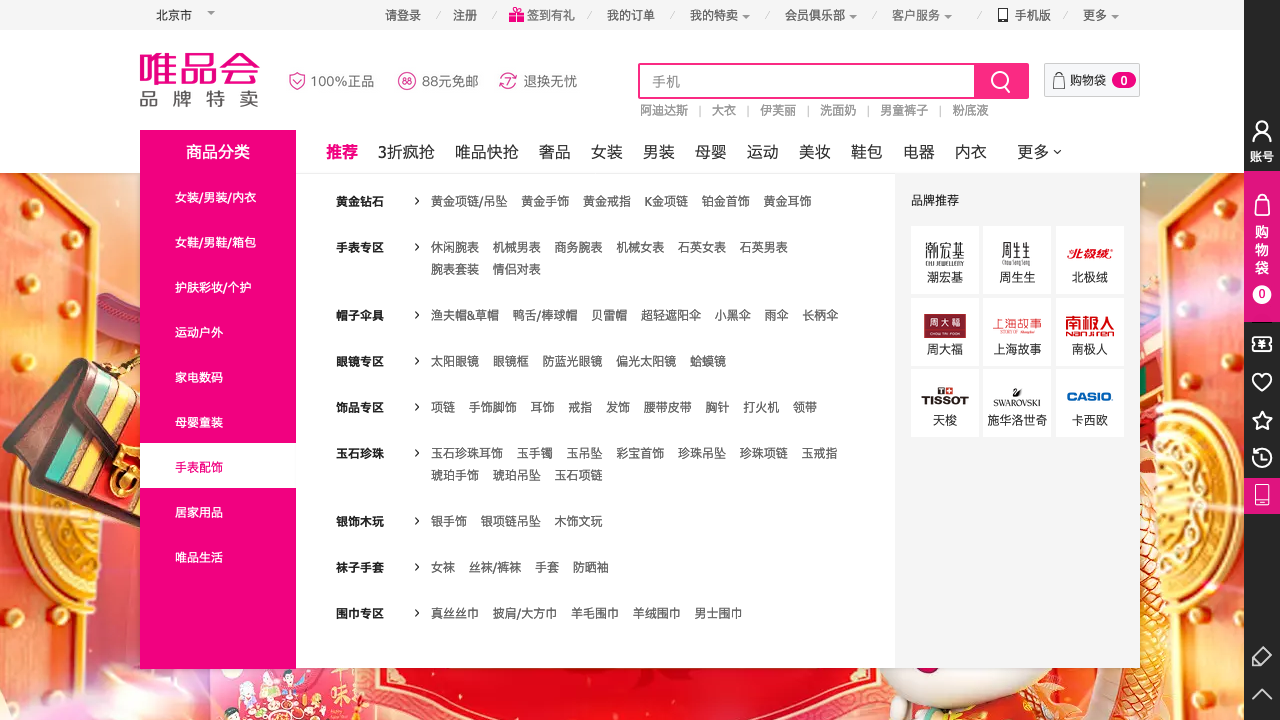 北京市
请登录 注册 签到有礼 我的订单 我的特卖 会员俱乐部 客户服务 手机版 更多
唯品会
品牌特卖
100%正品 88 88元免邮 7 退换无忧
手机
购物袋 0
阿迪达斯 | 大衣 | 伊芙丽 | 洗面奶 | 男童裤子 | 粉底液
商品分类
推荐 3折疯抢 唯品快抢 奢品 女装 男装 母婴 运动 美妆 鞋包 电器 内衣 更多
女装/男装/内衣
女鞋/男鞋/箱包
护肤彩妆/个护
运动户外
家电数码
母婴童装
手表配饰
居家用品
唯品生活
黄金钻石 黄金项链/吊坠 黄金手饰 黄金戒指 K金项链 铂金首饰 黄金耳饰
手表专区 休闲腕表 机械男表 商务腕表 机械女表 石英女表 石英男表
腕表套装 情侣对表
帽子伞具 渔夫帽&草帽 鸭舌/棒球帽 贝雷帽 超轻遮阳伞 小黑伞 雨伞 长柄伞
眼镜专区 太阳眼镜 眼镜框 防蓝光眼镜 偏光太阳镜 蛤蟆镜
饰品专区 项链 手饰脚饰 耳饰 戒指 发饰 腰带皮带 胸针 打火机 领带
玉石珍珠 玉石珍珠耳饰 玉手镯 玉吊坠 彩宝首饰 珍珠吊坠 珍珠项链 玉戒指
琥珀手饰 琥珀吊坠 玉石项链
银饰木玩 银手饰 银项链吊坠 木饰文玩
袜子手套 女袜 丝袜/裤袜 手套 防晒袖
围巾专区 真丝丝巾 披肩/大方巾 羊毛围巾 羊绒围巾 男士围巾
品牌推荐
潮宏基
CHJ JEWELLERY
潮宏基
周生生
Chow Sang Sang
周生生
北极绒
北极绒
周大福
CHOW TAI FOOK
周大福
上海故事
上海故事
南极人
NANJIREN
南极人
TISSOT
天梭
SWAROVSKI
施华洛世奇
CASIO
卡西欧
账号
购物袋
0